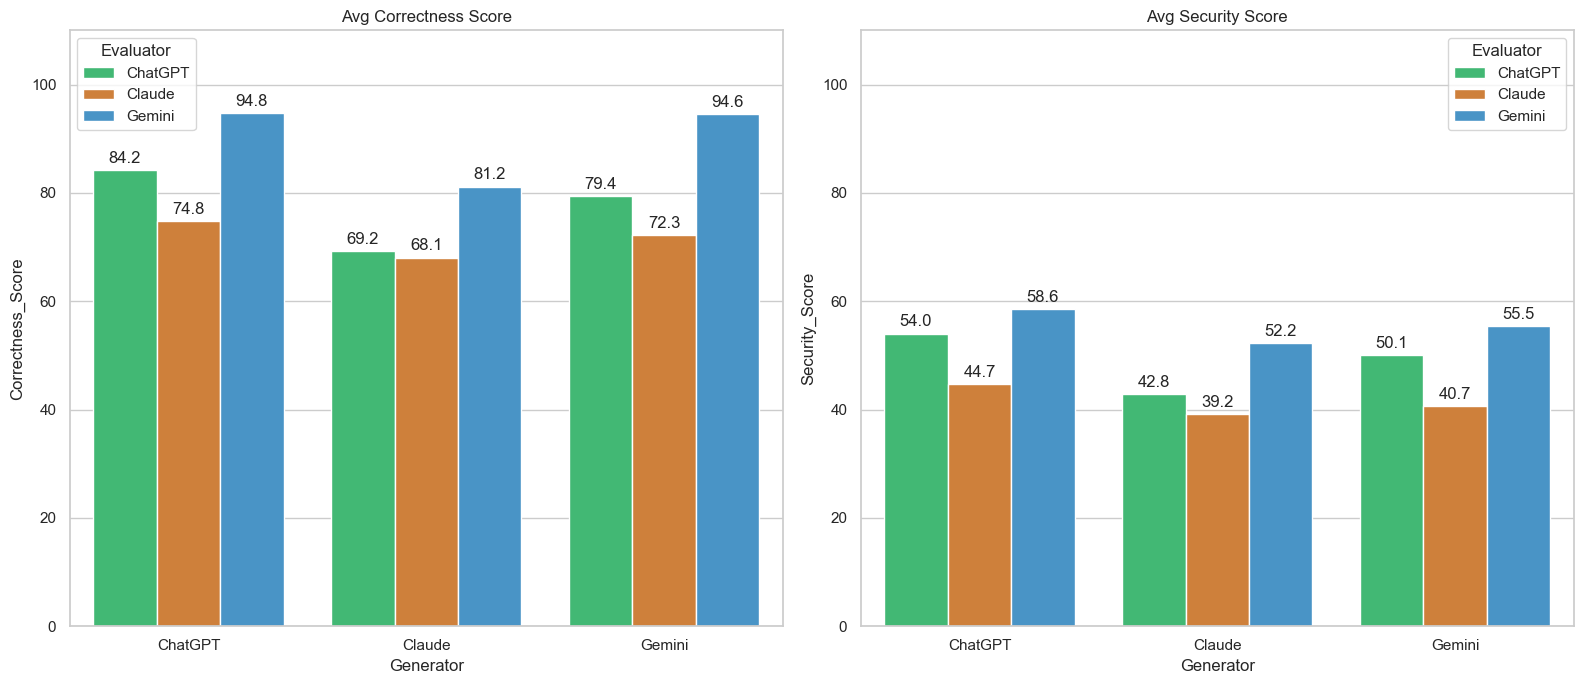 Avg Correctness Score
Evaluator
ChatGPT
Claude
Gemini
100
80
60
40
20
0
Correctness_Score
84.2
74.8
94.8
69.2
68.1
81.2
79.4
72.3
94.6
ChatGPT
Claude
Gemini
Generator
Avg Security Score
Evaluator
ChatGPT
Claude
Gemini
100
80
60
40
20
0
Security_Score
54.0
44.7
58.6
42.8
39.2
52.2
50.1
40.7
55.5
ChatGPT
Claude
Gemini
Generator